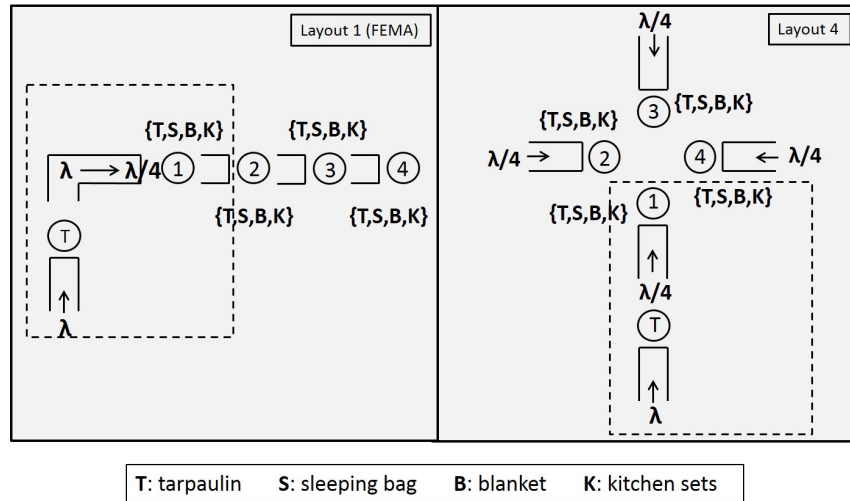 Layout 1 (FEMA)
{T,S,B,K}
{T,S,B,K}
λ → λ/4
1
2
3
4
{T,S,B,K}
{T,S,B,K}
T
λ
Layout 4
λ/4
3
{T,S,B,K}
{T,S,B,K}
λ/4
2
4
λ/4
{T,S,B,K}
1
{T,S,B,K}
λ/4
T
λ
T: tarpaulin S: sleeping bag B: blanket K: kitchen sets